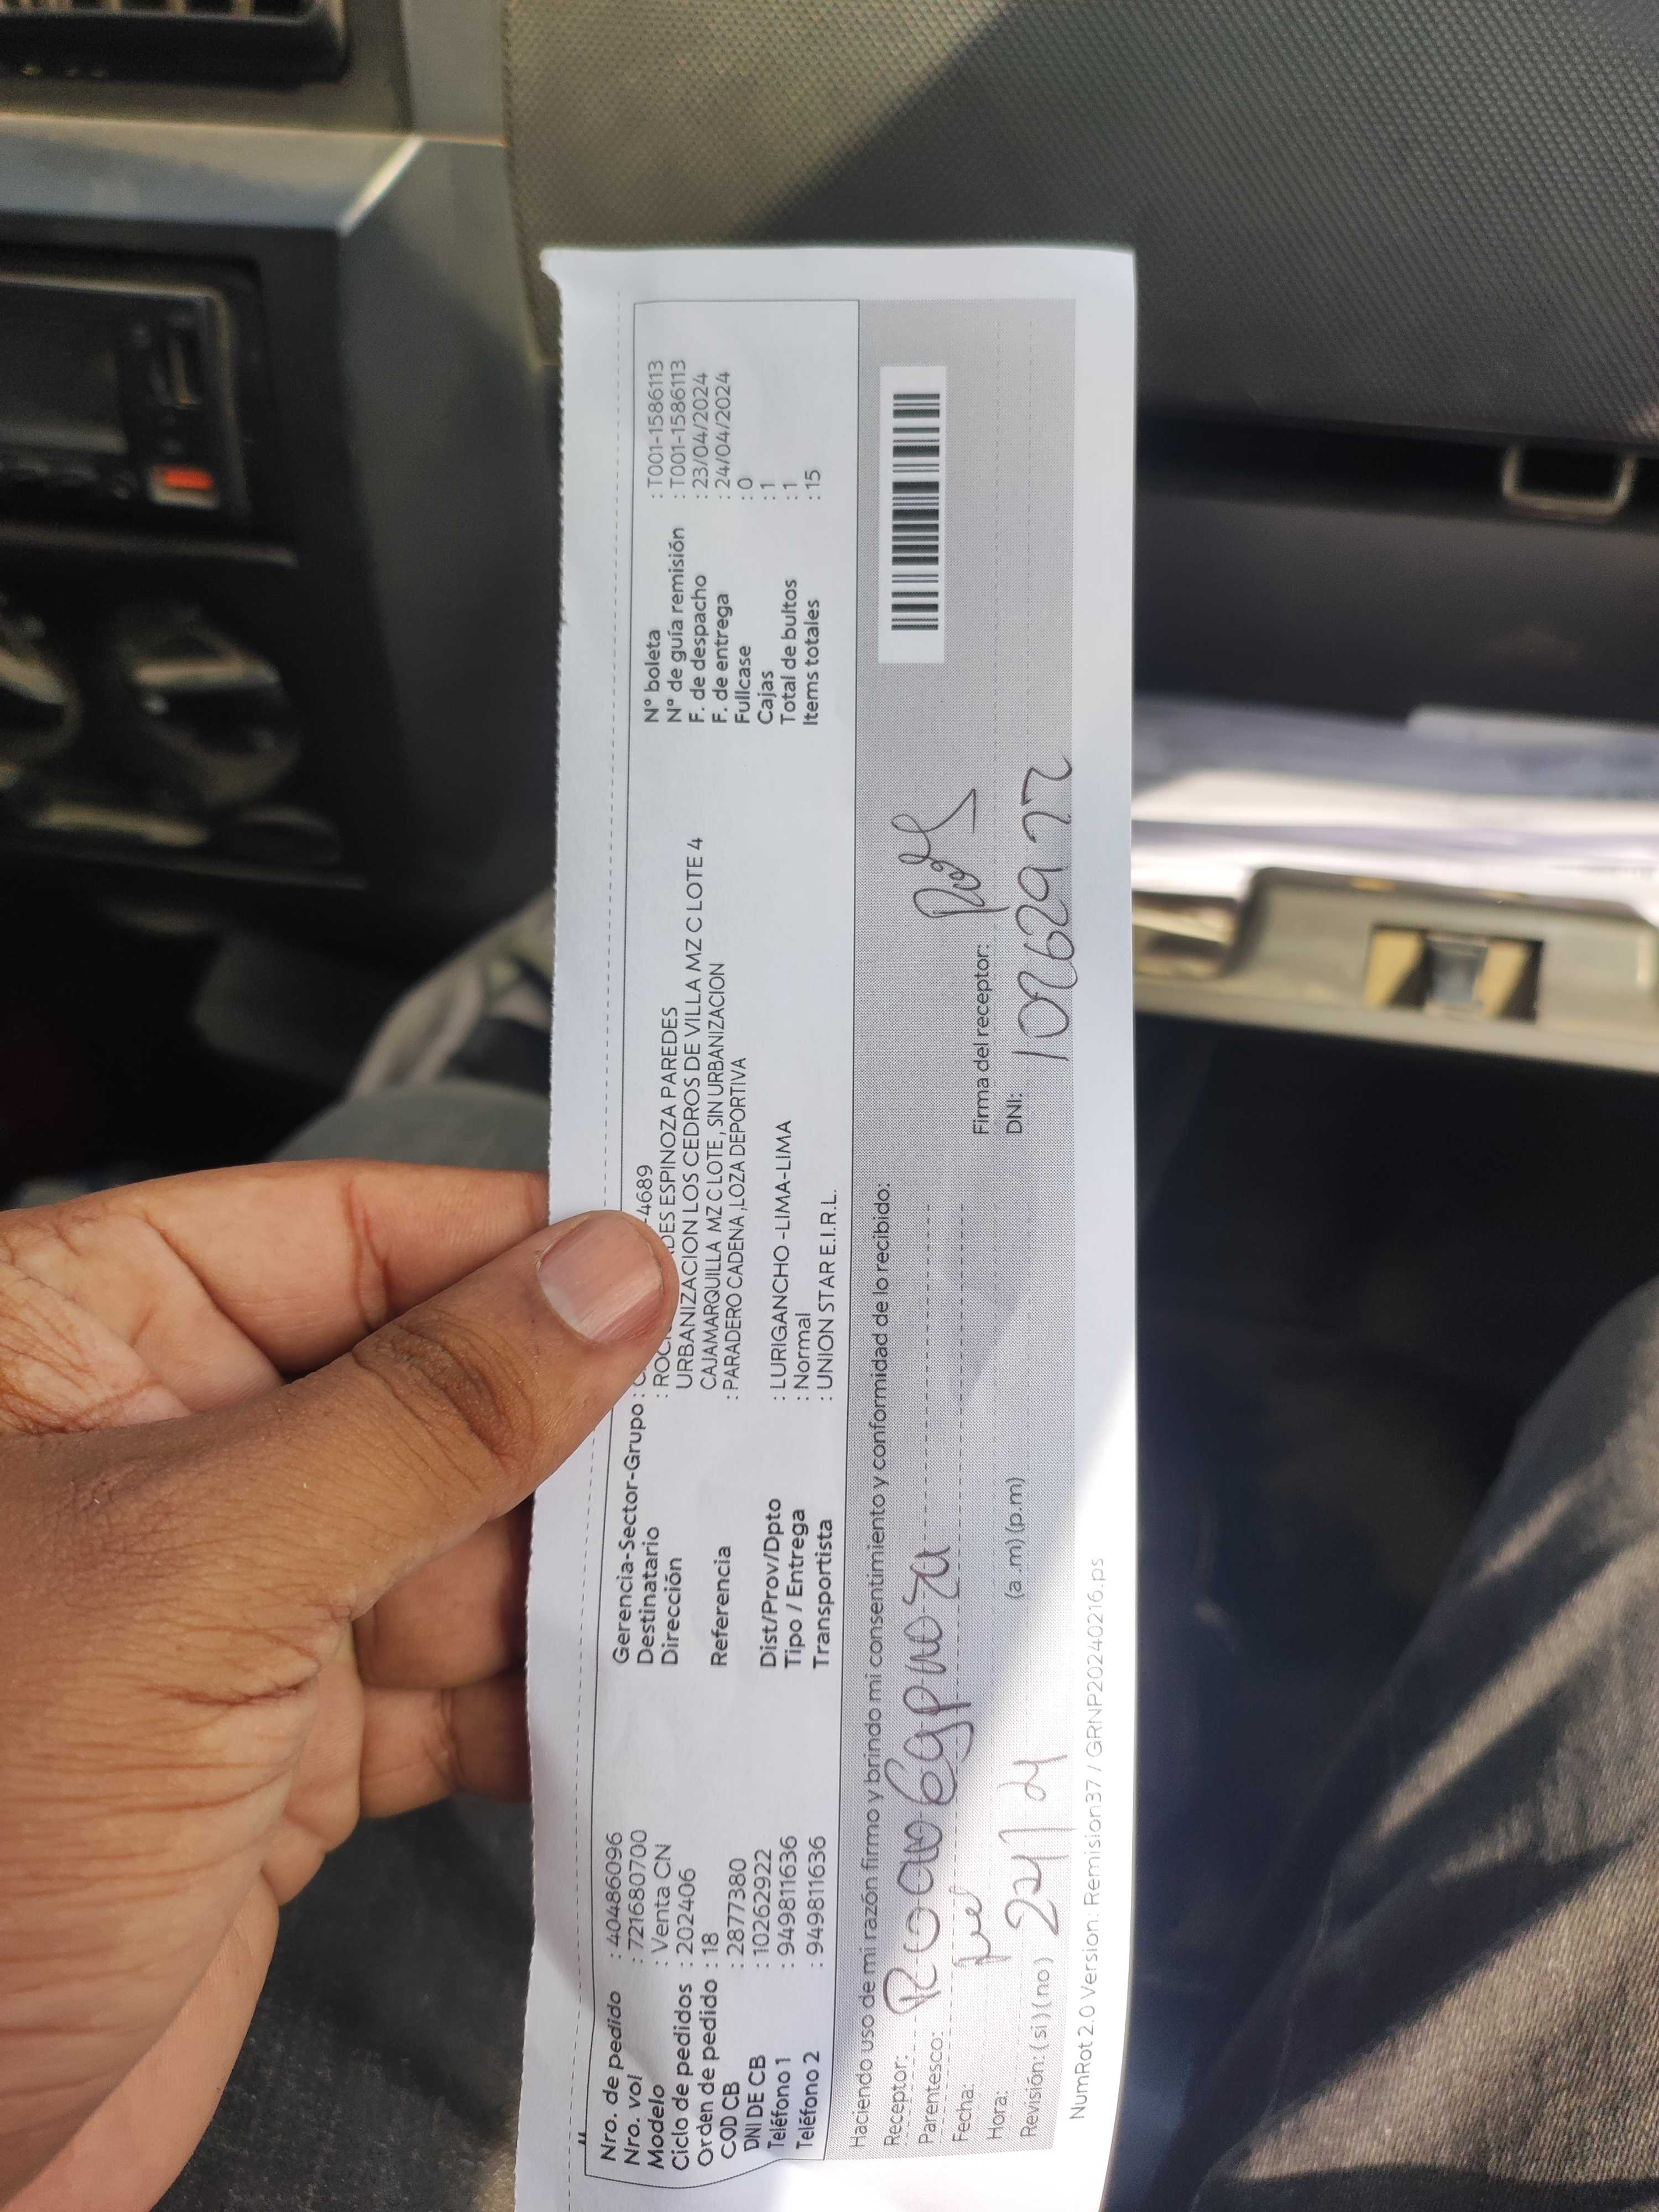 Nro. de pedido : 40486096
Nro. vol : 721680700
Modelo : Venta CN
Ciclo de pedidos : 202406
Orden de pedido : 18
COD CB : 2877380
DNI DE CB : 10262922
Teléfono 1 : 949811636
Teléfono 2 : 949811636
Gerencia-Sector-Grupo : -4689
Destinatario : DES ESPINOZA PAREDES
Dirección URBANIZACION LOS CEDROS DE VILLA MZ C LOTE 4
CAJAMARQUILLA MZ C LOTE , SIN URBANIZACION
Referencia : PARADERO CADENA ,LOZA DEPORTIVA
Dist/Prov/Dpto : LURIGANCHO -LIMA-LIMA
Tipo / Entrega : Normal
Transportista : UNION STAR E.I.R.L.
N° boleta : T001-1586113
N° de guía remisión : T001-1586113
F. de despacho : 23/04/2024
F. de entrega : 24/04/2024
Fullcase : 0
Cajas : 1
Total de bultos : 1
Items totales : 15
Haciendo uso de mi razón firmo y brindo mi consentimiento y conformidad de lo recibido:
Receptor: Rocio Espinoza
Parentesco:
Fecha:
Hora: (a .m) (p.m)
Revisión: (si) (no)
Firma del receptor:
DNI: 10262922
NumRot 2.0 Version: Remision37 / GRNP20240216.ps